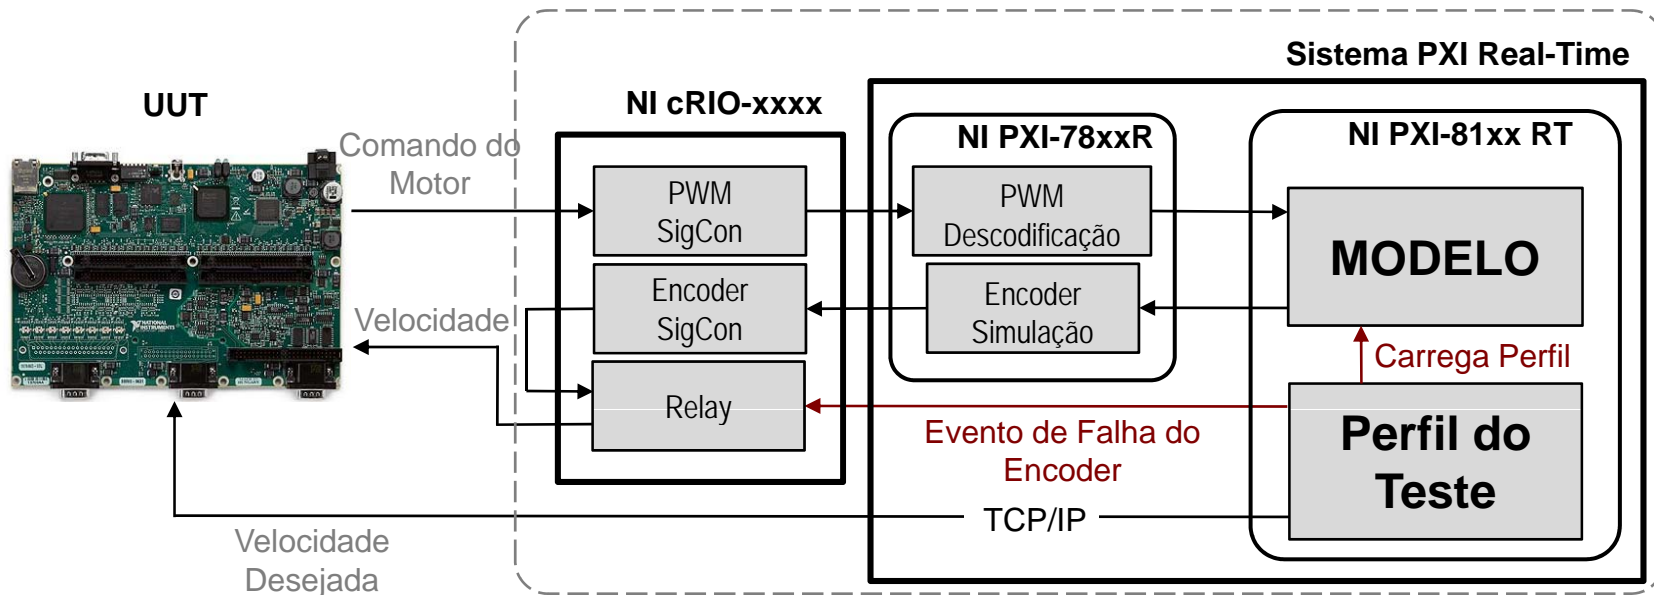 Sistema PXI Real-Time
UUT
NI cRIO-xxxx
NI PXI-78xxR
NI PXI-81xx RT
Comando do
Motor
PWM
SigCon
PWM
Descodificação
MODELO
Encoder
SigCon
Encoder
Simulação
Velocidade
Carrega Perfil
Relay
Evento de Falha do
Encoder
Perfil do
Teste
TCP/IP
Velocidade
Desejada
NATIONAL
INSTRUMENTS